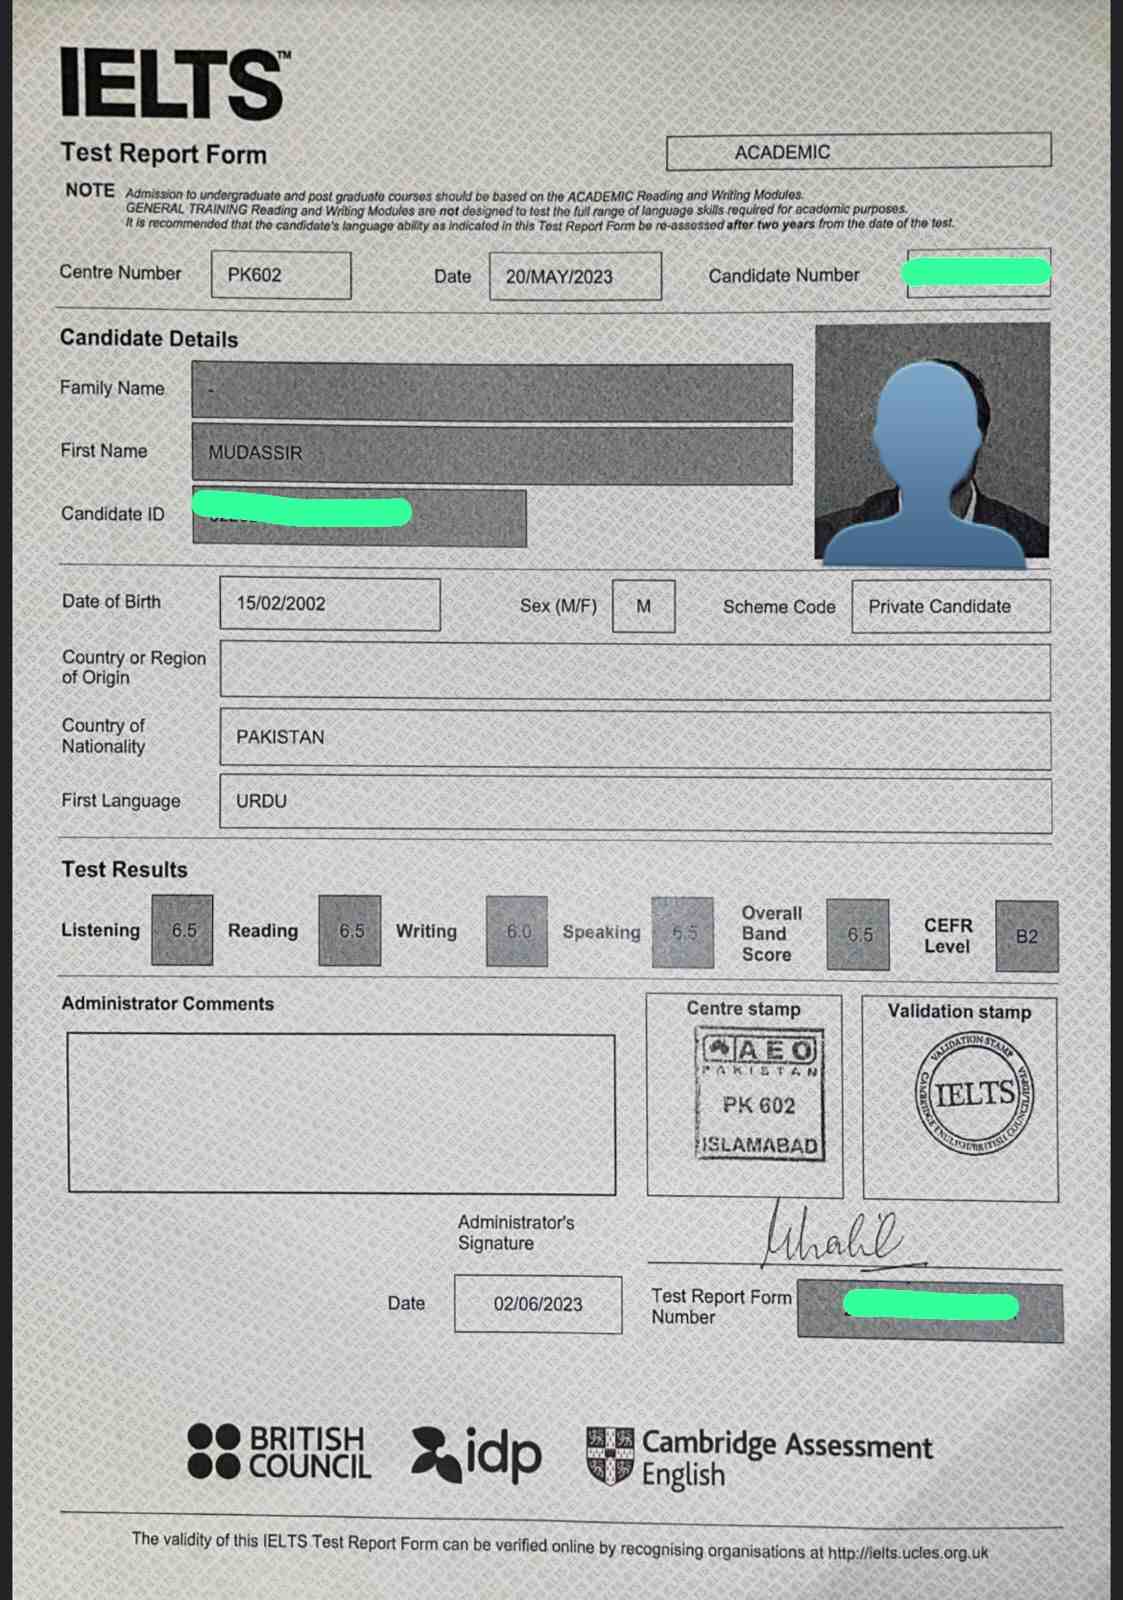 IELTS™
Test Report Form
ACADEMIC
NOTE Admission to undergraduate and post graduate courses should be based on the ACADEMIC Reading and Writing Modules.
GENERAL TRAINING Reading and Writing Modules are not designed to test the full range of language skills required for academic purposes.
It is recommended that the candidate's language ability as indicated in this Test Report Form be re-assessed after two years from the date of the test.
Centre Number PK602 Date 20/MAY/2023 Candidate Number
Candidate Details
Family Name -
First Name MUDASSIR
Candidate ID
Date of Birth 15/02/2002 Sex (M/F) M Scheme Code Private Candidate
Country or Region
of Origin
Country of
Nationality
PAKISTAN
First Language URDU
Test Results
Listening 6.5 Reading 6.5 Writing 6.0 Speaking 6.5 Overall Band Score 6.5 CEFR Level B2
Administrator Comments
Centre stamp
AEO
PAKISTAN
PK 602
ISLAMABAD
Validation stamp
VALIDATION STAMP
IELTS
Administrator's
Signature
Khalil
Date 02/06/2023
Test Report Form
Number
BRITISH
COUNCIL
idp
Cambridge Assessment
English
The validity of this IELTS Test Report Form can be verified online by recognising organisations at http://ielts.ucles.org.uk